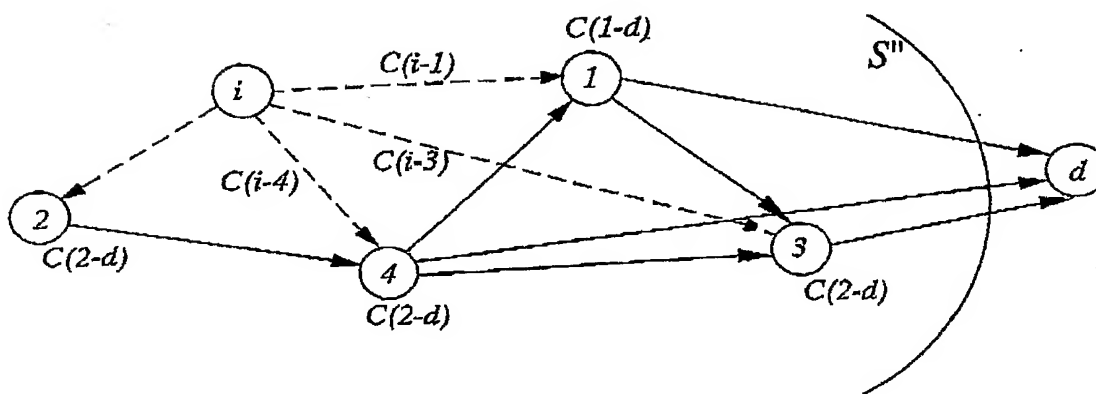 C(1-d)
S"
C(i-1)
i
1
C(i-3)
C(i-4)
d
2
C(2-d)
4
3
C(2-d)
C(2-d)